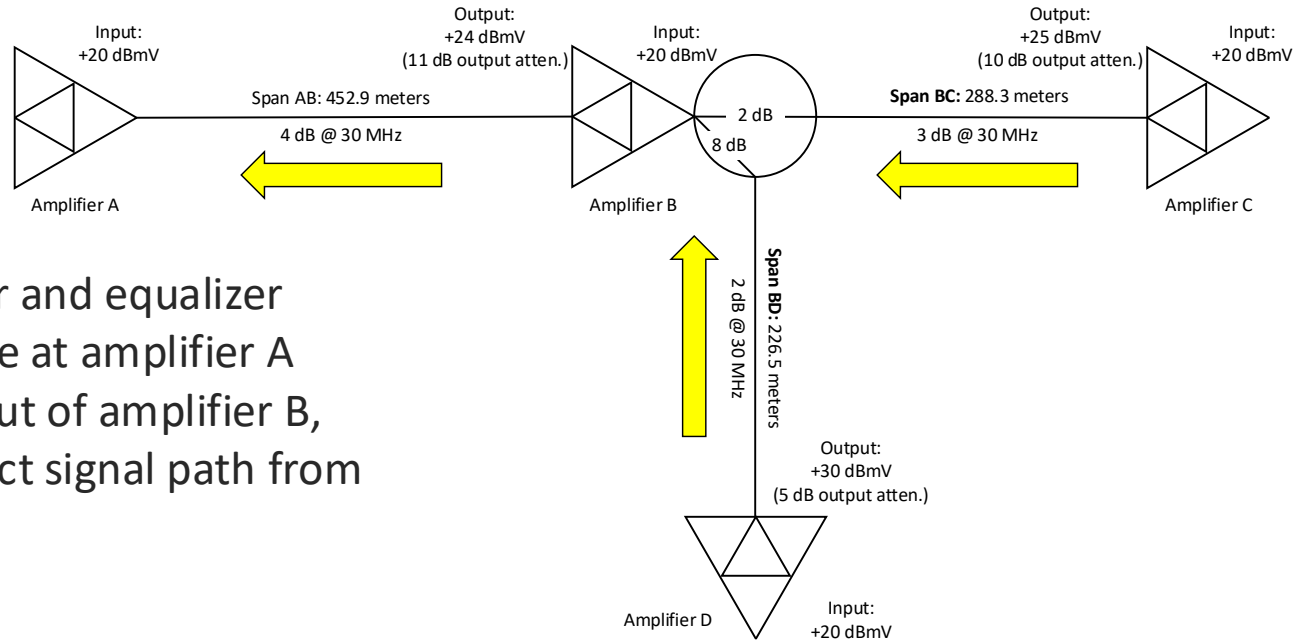 Input:
+20 dBmV
Output:
+24 dBmV
(11 dB output atten.)
Input:
+20 dBmV
Output:
+25 dBmV
(10 dB output atten.)
Input:
+20 dBmV
Span AB: 452.9 meters
4 dB @ 30 MHz
2 dB
8 dB
Span BC: 288.3 meters
3 dB @ 30 MHz
Amplifier A
Amplifier B
Amplifier C
Span BD: 226.5 meters
2 dB @ 30 MHz
r and equalizer
e at amplifier A
ut of amplifier B,
ct signal path from
Output:
+30 dBmV
(5 dB output atten.)
Amplifier D
Input:
+20 dBmV